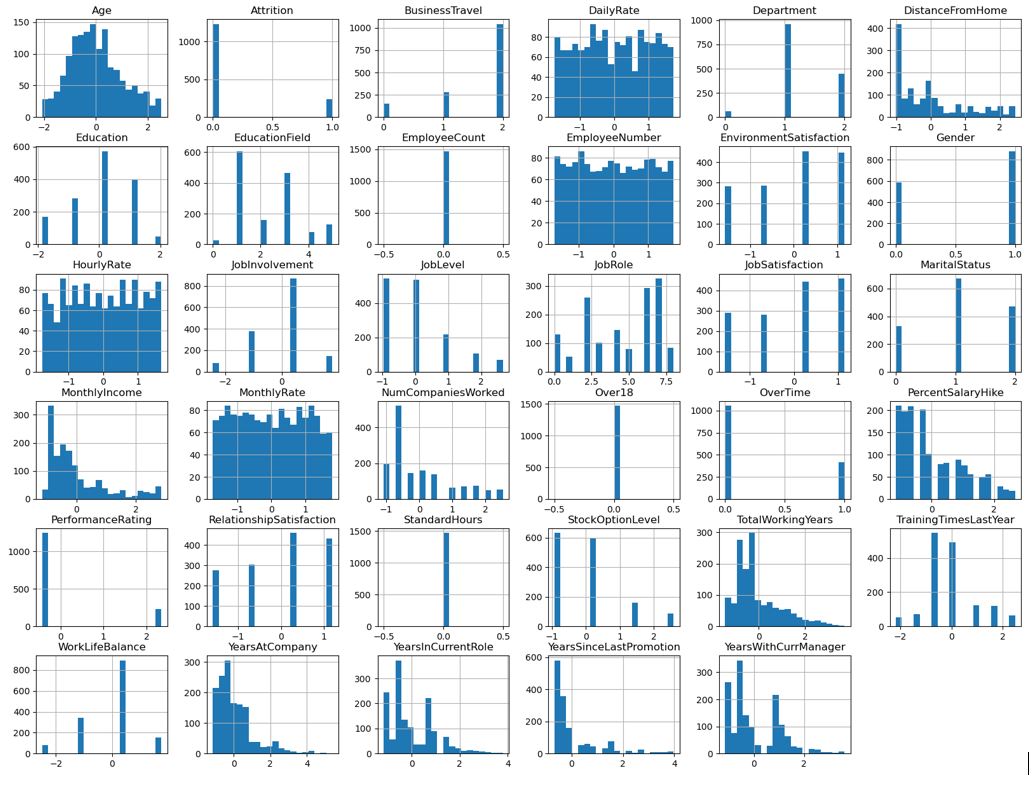 Age Attrition BusinessTravel DailyRate Department DistanceFromHome
150 100 50 0 1000 500 0 1000 750 500 250 0 80 60 40 20 0 1000 750 500 250 0 400 300 200 100 0
−2 0 2 0.0 0.5 1.0 0 1 2 −1 0 1 0 1 2 −1 0 1 2
Education EducationField EmployeeCount EmployeeNumber EnvironmentSatisfaction Gender
600 400 200 0 600 400 200 0 1500 1000 500 0 80 60 40 20 0 400 300 200 100 0 800 600 400 200 0
−2 0 2 0 2 4 −0.5 0.0 0.5 −1 0 1 −1 0 1 0.0 0.5 1.0
HourlyRate JobInvolvement JobLevel JobRole JobSatisfaction MaritalStatus
80 60 40 20 0 800 600 400 200 0 400 200 0 300 200 100 0 400 300 200 100 0 600 400 200 0
−1 0 1 −2 0 −1 0 1 2 0.0 2.5 5.0 7.5 −1 0 1 0 1 2
MonthlyIncome MonthlyRate NumCompaniesWorked Over18 OverTime PercentSalaryHike
300 200 100 0 80 60 40 20 0 400 200 0 1500 1000 500 0 1000 750 500 250 0 200 150 100 50 0
0 2 −1 0 1 −1 0 1 2 −0.5 0.0 0.5 0.0 0.5 1.0 0 2
PerformanceRating RelationshipSatisfaction StandardHours StockOptionLevel TotalWorkingYears TrainingTimesLastYear
1000 500 0 400 300 200 100 0 1500 1000 500 0 600 400 200 0 300 200 100 0 400 200 0
0 1 2 −1 0 1 −0.5 0.0 0.5 −1 0 1 2 0 2 −2 0 2
WorkLifeBalance YearsAtCompany YearsInCurrentRole YearsSinceLastPromotion YearsWithCurrManager
800 600 400 200 0 300 200 100 0 300 200 100 0 600 400 200 0 300 200 100 0
−2 0 0 2 4 0 2 4 0 2 4 0 2